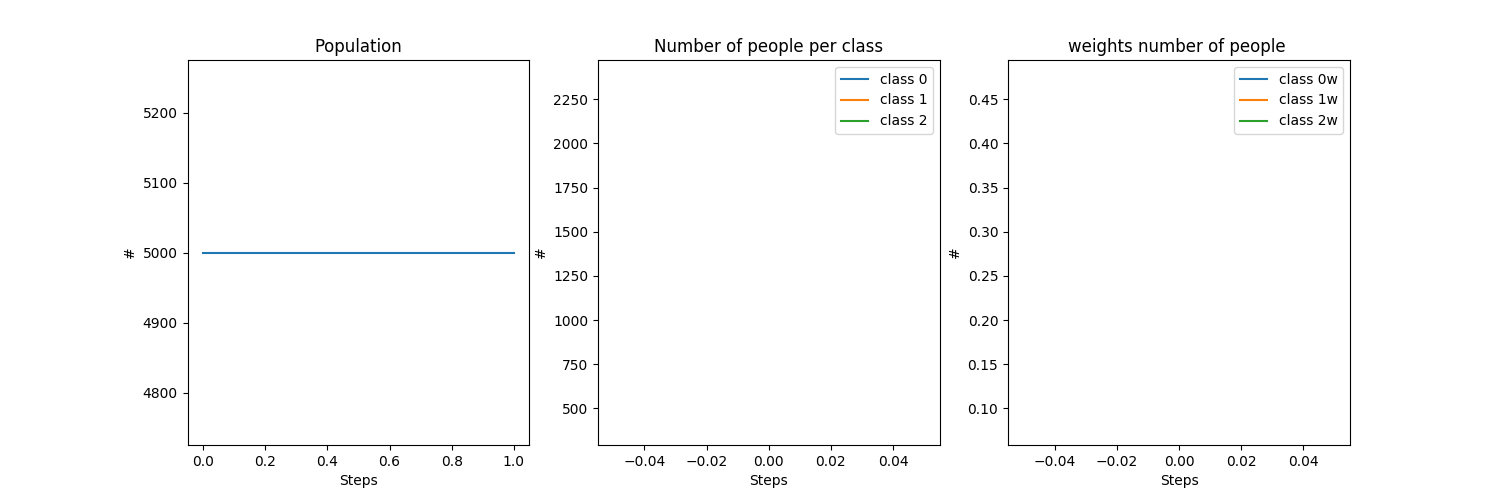 Population
5200
5100
5000
4900
4800
#
0.0 0.2 0.4 0.6 0.8 1.0
Steps
Number of people per class
class 0
class 1
class 2
2250
2000
1750
1500
1250
1000
750
500
#
−0.04 −0.02 0.00 0.02 0.04
Steps
weights number of people
class 0w
class 1w
class 2w
0.45
0.40
0.35
0.30
0.25
0.20
0.15
0.10
#
−0.04 −0.02 0.00 0.02 0.04
Steps